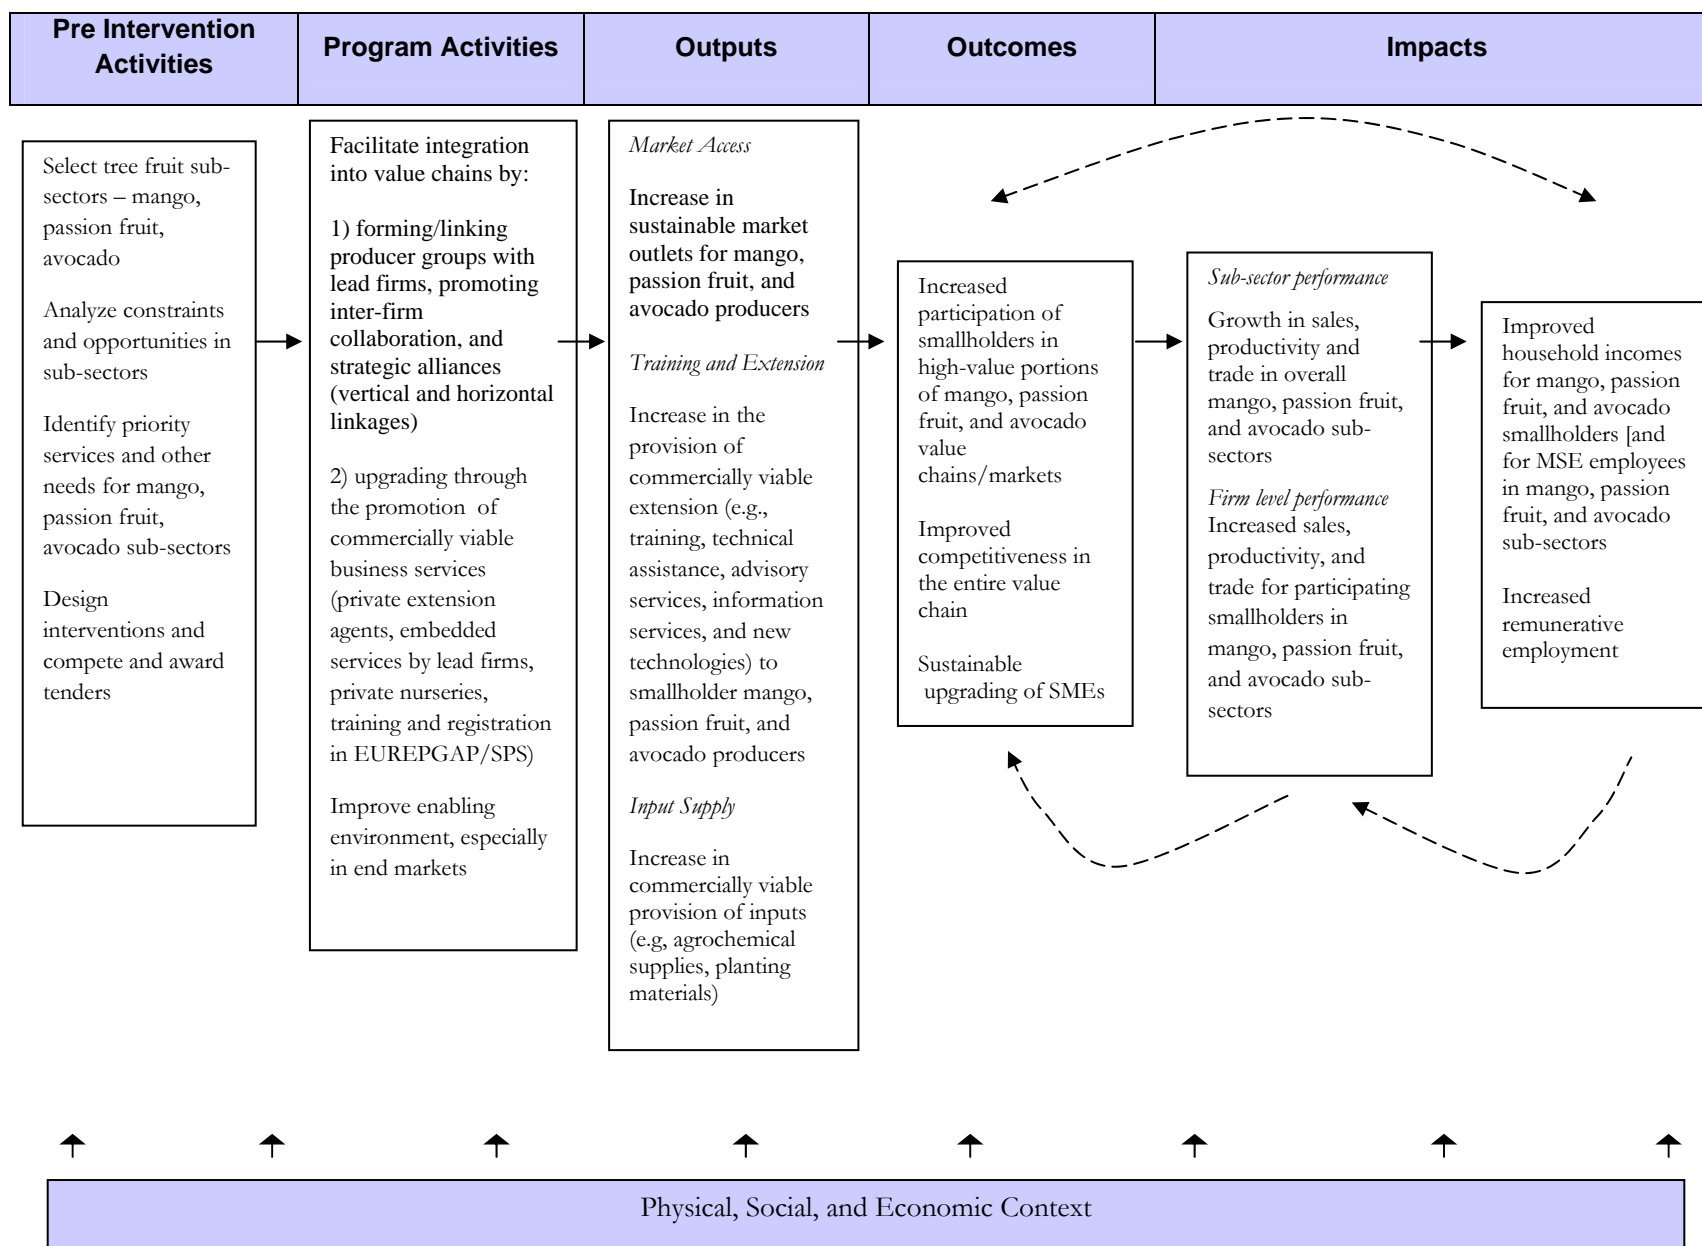 Pre Intervention
Activities
Program Activities
Outputs
Outcomes
Impacts
Select tree fruit sub-
sectors – mango,
passion fruit,
avocado
Analyze constraints
and opportunities in
sub-sectors
Identify priority
services and other
needs for mango,
passion fruit,
avocado sub-sectors
Design
interventions and
compete and award
tenders
Facilitate integration
into value chains by:
1) forming/linking
producer groups with
lead firms, promoting
inter-firm
collaboration, and
strategic alliances
(vertical and horizontal
linkages)
2) upgrading through
the promotion of
commercially viable
business services
(private extension
agents, embedded
services by lead firms,
private nurseries,
training and registration
in EUREPGAP/SPS)
Improve enabling
environment, especially
in end markets
Market Access
Increase in
sustainable market
outlets for mango,
passion fruit, and
avocado producers
Training and Extension
Increase in the
provision of
commercially viable
extension (e.g.,
training, technical
assistance, advisory
services, information
services, and new
technologies) to
smallholder mango,
passion fruit, and
avocado producers
Input Supply
Increase in
commercially viable
provision of inputs
(e.g, agrochemical
supplies, planting
materials)
Increased
participation of
smallholders in
high-value portions
of mango, passion
fruit, and avocado
value
chains/markets
Improved
competitiveness in
the entire value
chain
Sustainable
upgrading of SMEs
Sub-sector performance
Growth in sales,
productivity and
trade in overall
mango, passion fruit,
and avocado sub-
sectors
Firm level performance
Increased sales,
productivity, and
trade for participating
smallholders in
mango, passion fruit,
and avocado sub-
sectors
Improved
household incomes
for mango, passion
fruit, and avocado
smallholders [and
for MSE employees
in mango, passion
fruit, and avocado
sub-sectors
Increased
remunerative
employment
Physical, Social, and Economic Context